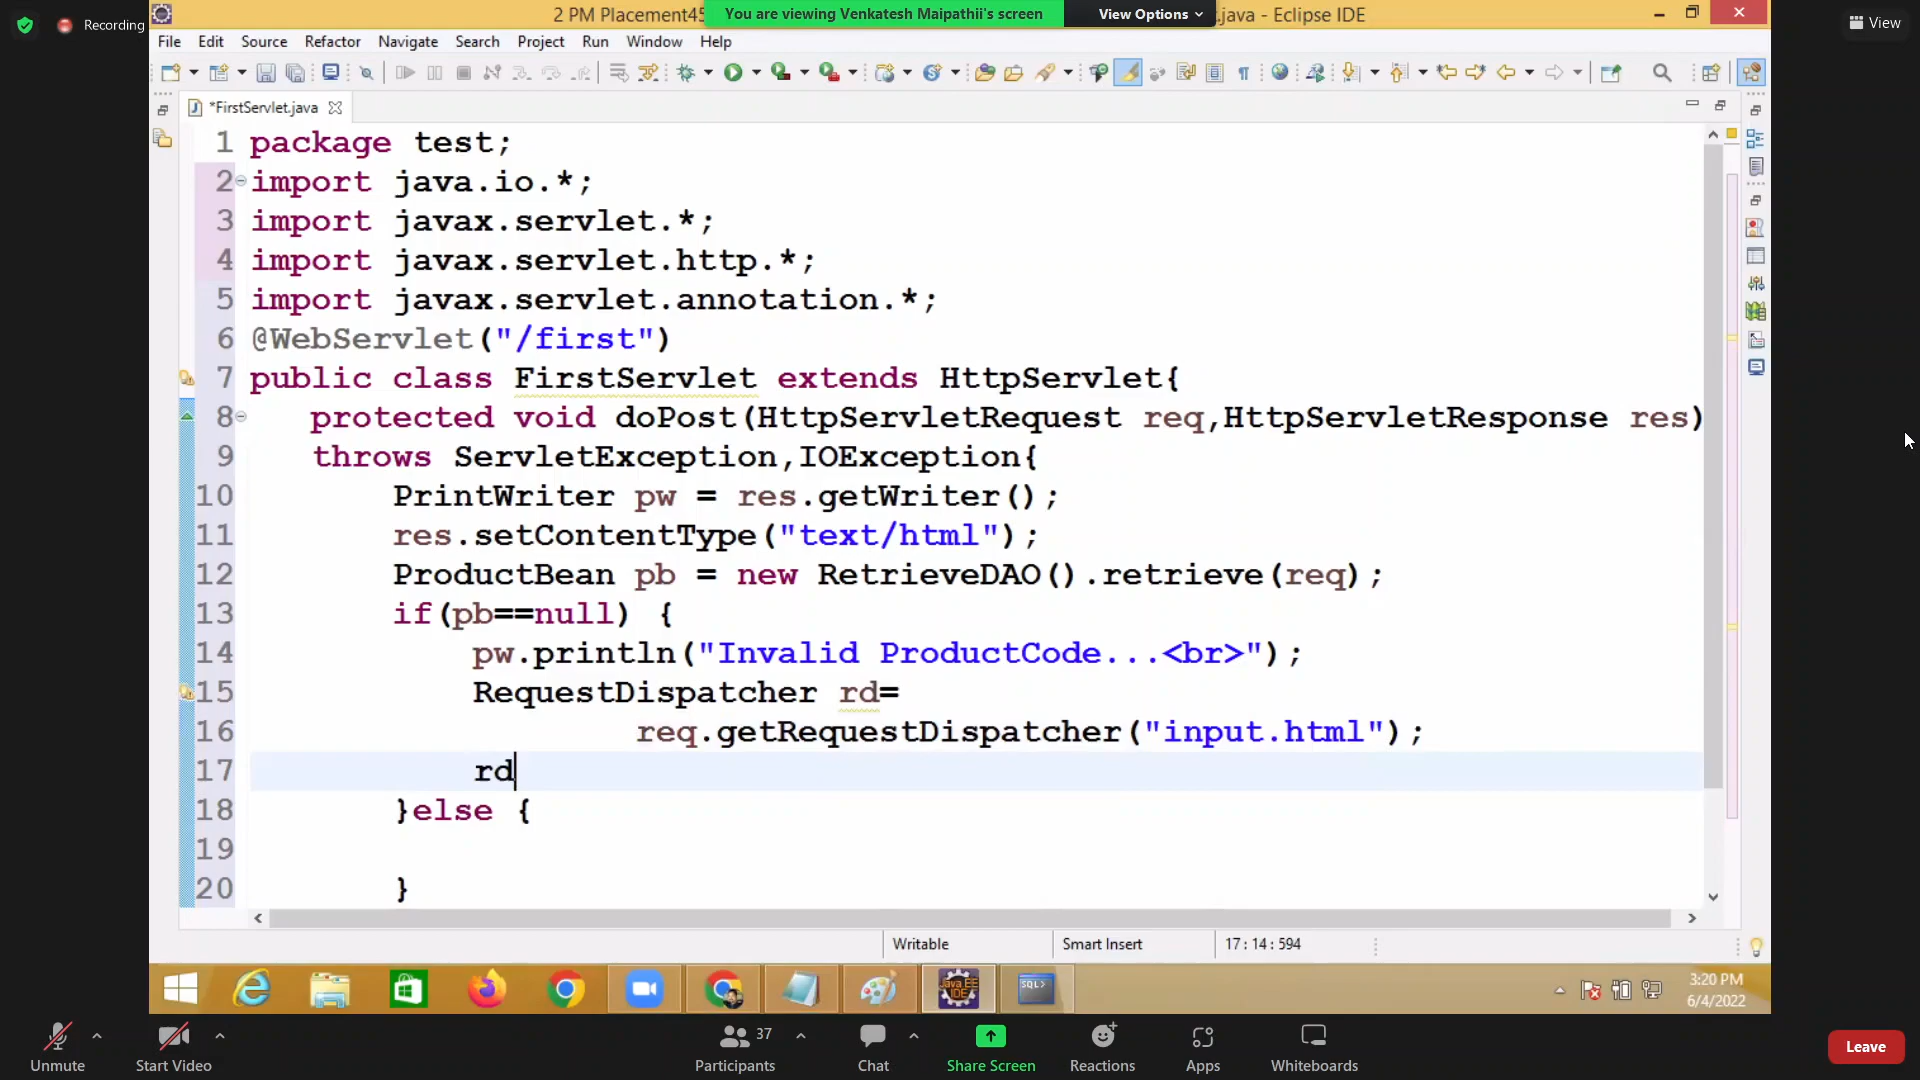 Recording
2 PM Placement45
You are viewing Venkatesh Maipathii's screen
View Options
.java - Eclipse IDE
View
File Edit Source Refactor Navigate Search Project Run Window Help
*FirstServlet.java
1 package test;
2 import java.io.*;
3 import javax.servlet.*;
4 import javax.servlet.http.*;
5 import javax.servlet.annotation.*;
6 @WebServlet("/first")
7 public class FirstServlet extends HttpServlet{
8 protected void doPost(HttpServletRequest req,HttpServletResponse res)
9 throws ServletException,IOException{
10 PrintWriter pw = res.getWriter();
11 res.setContentType("text/html");
12 ProductBean pb = new RetrieveDAO().retrieve(req);
13 if(pb==null) {
14 pw.println("Invalid ProductCode...<br>");
15 RequestDispatcher rd=
16 req.getRequestDispatcher("input.html");
17 rd
18 }else {
19
20 }
Writable Smart Insert 17 : 14 : 594
Java EE IDE
SQL>
3:20 PM
6/4/2022
Unmute Start Video Participants 37 Chat Share Screen Reactions Apps Whiteboards Leave